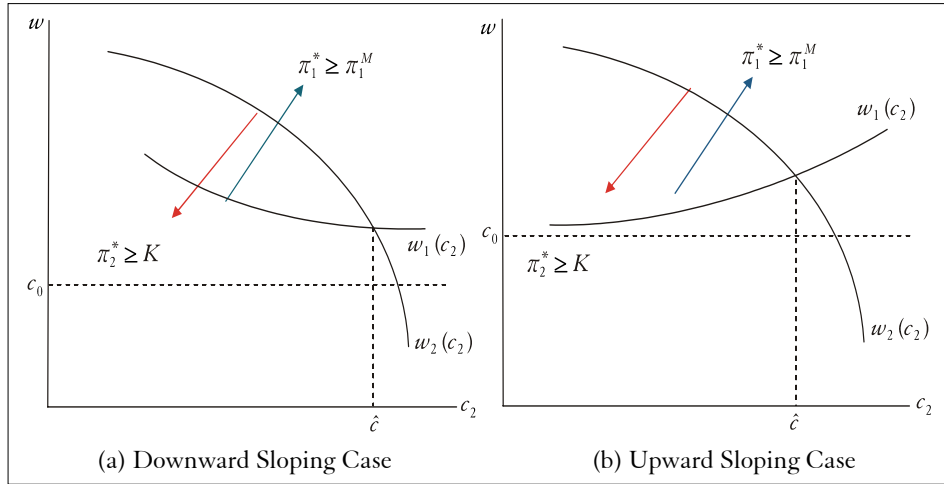 w
π₁* ≥ π₁ᴹ
w₁(c₂)
π₂* ≥ K
c₀
w₂(c₂)
c₂
ĉ
(a) Downward Sloping Case
w
π₁* ≥ π₁ᴹ
w₁(c₂)
c₀
π₂* ≥ K
w₂(c₂)
c₂
ĉ
(b) Upward Sloping Case